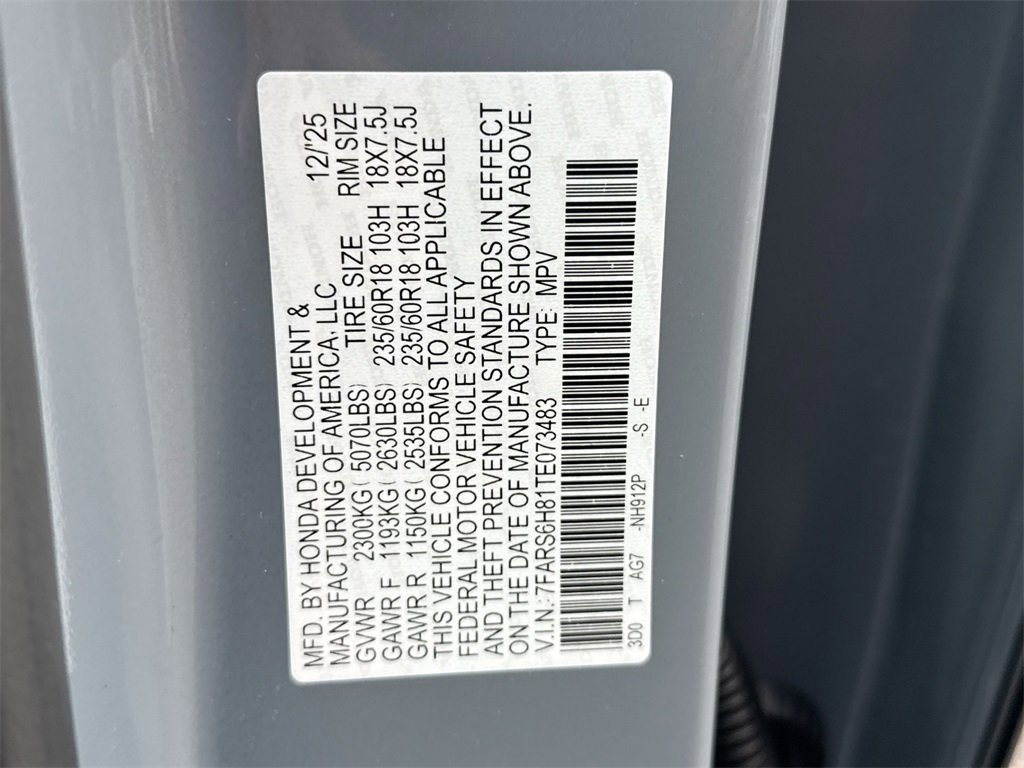 MFD. BY HONDA DEVELOPMENT & 12/'25
MANUFACTURING OF AMERICA, LLC
TIRE SIZE RIM SIZE
GVWR 2300KG ( 5070LBS)
GAWR F 1193KG ( 2630LBS) 235/60R18 103H 18X7.5J
GAWR R 1150KG ( 2535LBS) 235/60R18 103H 18X7.5J
THIS VEHICLE CONFORMS TO ALL APPLICABLE
FEDERAL MOTOR VEHICLE SAFETY
AND THEFT PREVENTION STANDARDS IN EFFECT
ON THE DATE OF MANUFACTURE SHOWN ABOVE.
V.I.N.:7FARS6H81TE073483 TYPE: MPV
3D0 T AG7 -NH912P -S -E